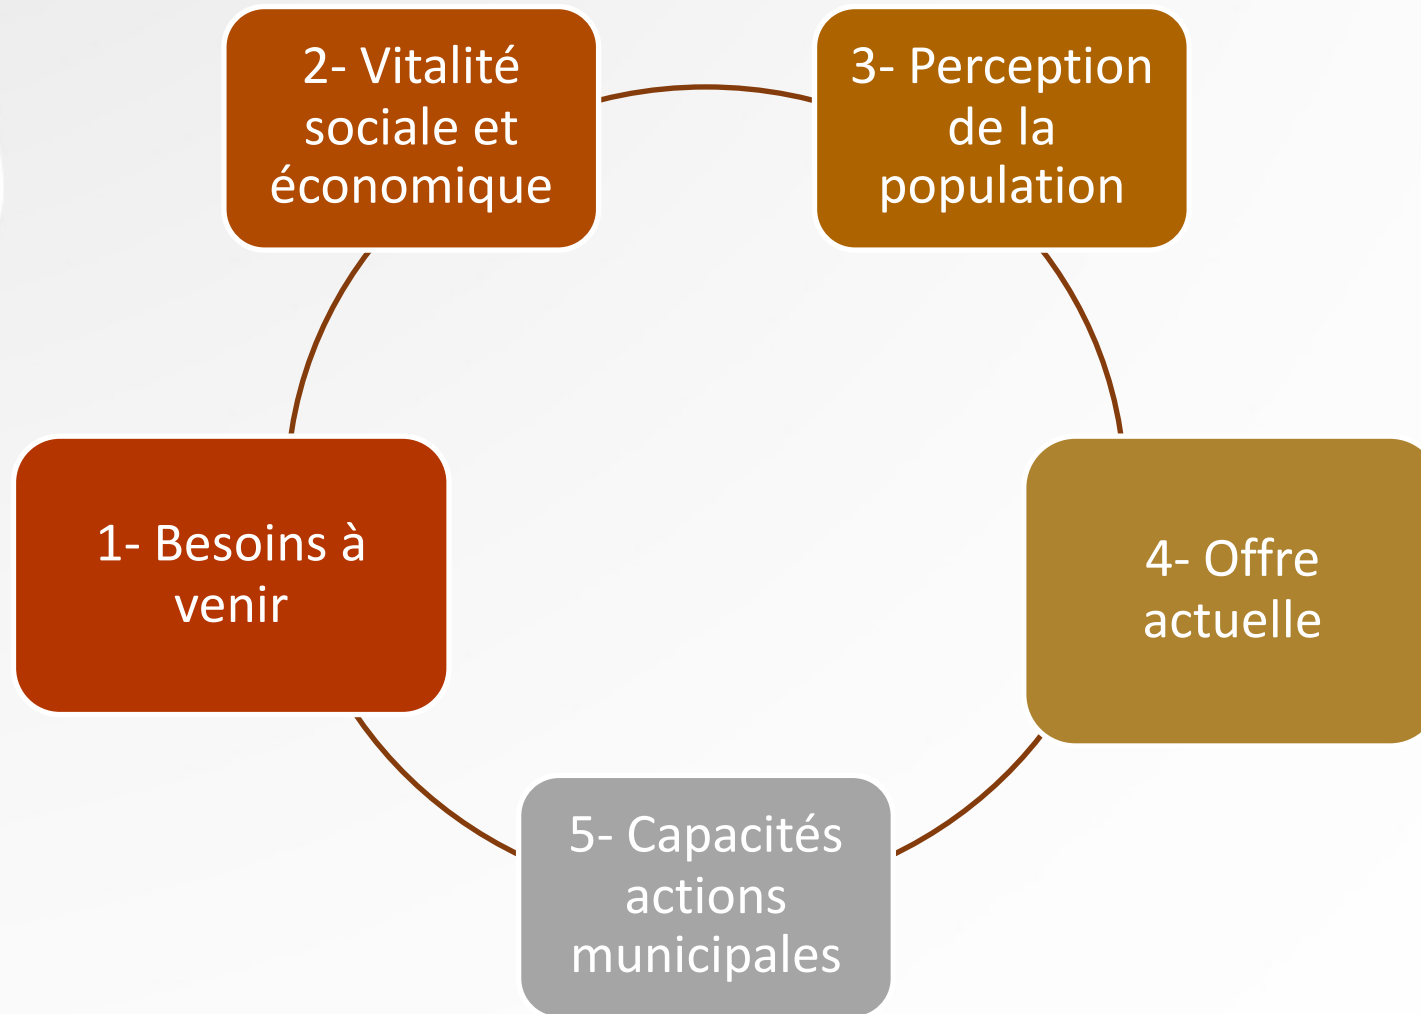 2- Vitalité
sociale et
économique
3- Perception
de la
population
1- Besoins à
venir
4- Offre
actuelle
5- Capacités
actions
municipales